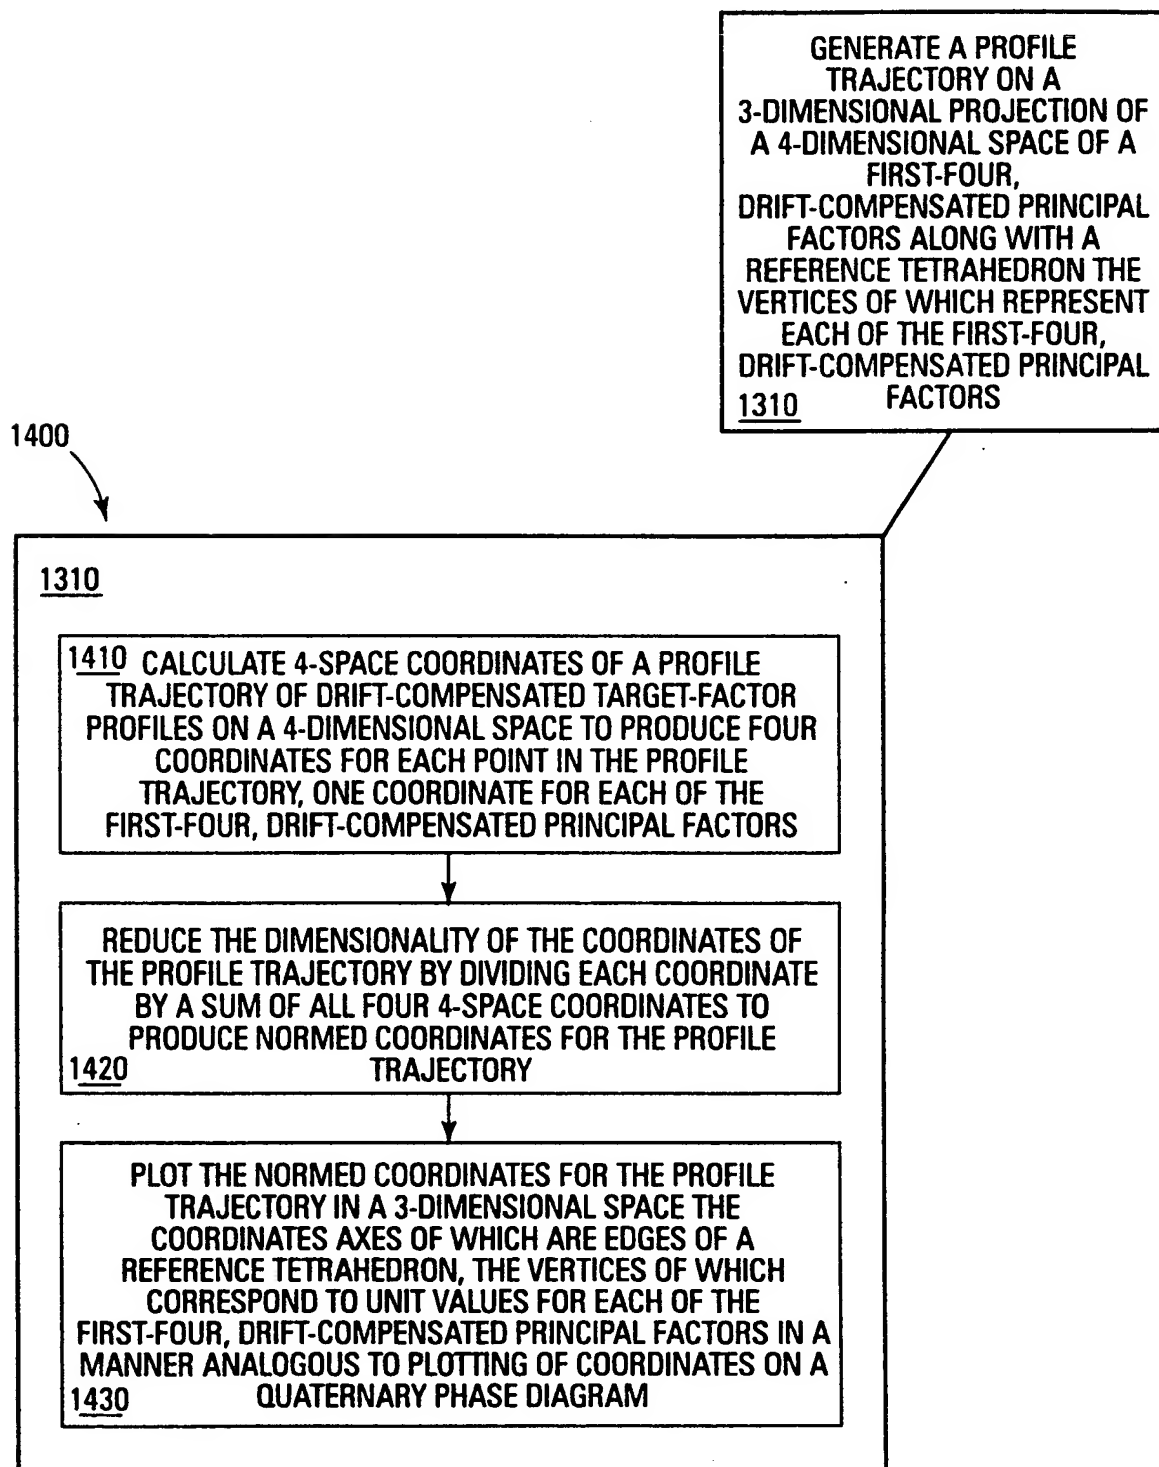 GENERATE A PROFILE
TRAJECTORY ON A
3-DIMENSIONAL PROJECTION OF
A 4-DIMENSIONAL SPACE OF A
FIRST-FOUR,
DRIFT-COMPENSATED PRINCIPAL
FACTORS ALONG WITH A
REFERENCE TETRAHEDRON THE
VERTICES OF WHICH REPRESENT
EACH OF THE FIRST-FOUR,
DRIFT-COMPENSATED PRINCIPAL
1310 FACTORS
1400
1310
1410 CALCULATE 4-SPACE COORDINATES OF A PROFILE
TRAJECTORY OF DRIFT-COMPENSATED TARGET-FACTOR
PROFILES ON A 4-DIMENSIONAL SPACE TO PRODUCE FOUR
COORDINATES FOR EACH POINT IN THE PROFILE
TRAJECTORY, ONE COORDINATE FOR EACH OF THE
FIRST-FOUR, DRIFT-COMPENSATED PRINCIPAL FACTORS
REDUCE THE DIMENSIONALITY OF THE COORDINATES OF
THE PROFILE TRAJECTORY BY DIVIDING EACH COORDINATE
BY A SUM OF ALL FOUR 4-SPACE COORDINATES TO
PRODUCE NORMED COORDINATES FOR THE PROFILE
1420 TRAJECTORY
PLOT THE NORMED COORDINATES FOR THE PROFILE
TRAJECTORY IN A 3-DIMENSIONAL SPACE THE
COORDINATES AXES OF WHICH ARE EDGES OF A
REFERENCE TETRAHEDRON, THE VERTICES OF WHICH
CORRESPOND TO UNIT VALUES FOR EACH OF THE
FIRST-FOUR, DRIFT-COMPENSATED PRINCIPAL FACTORS IN A
MANNER ANALOGOUS TO PLOTTING OF COORDINATES ON A
1430 QUATERNARY PHASE DIAGRAM